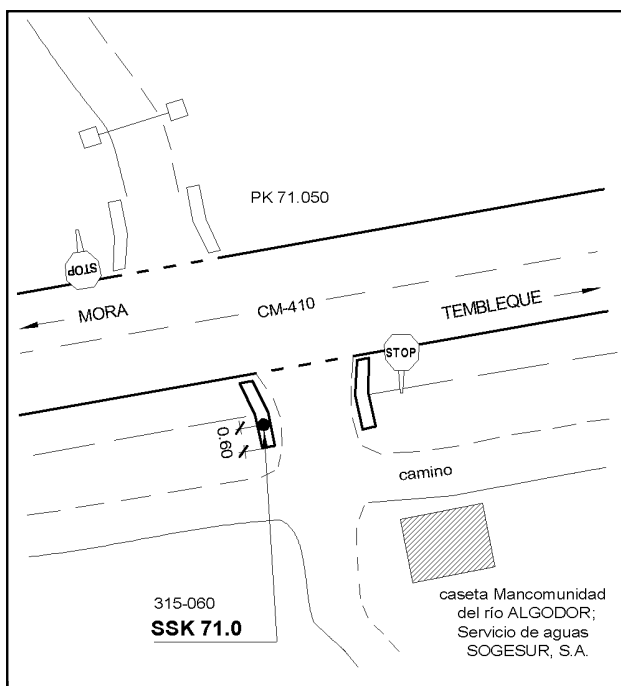 PK 71.050
STOP
MORA
CM-410
TEMBLEQUE
STOP
0.60
camino
315-060
SSK 71.0
caseta Mancomunidad
del río ALGODOR;
Servicio de aguas
SOGESUR, S.A.